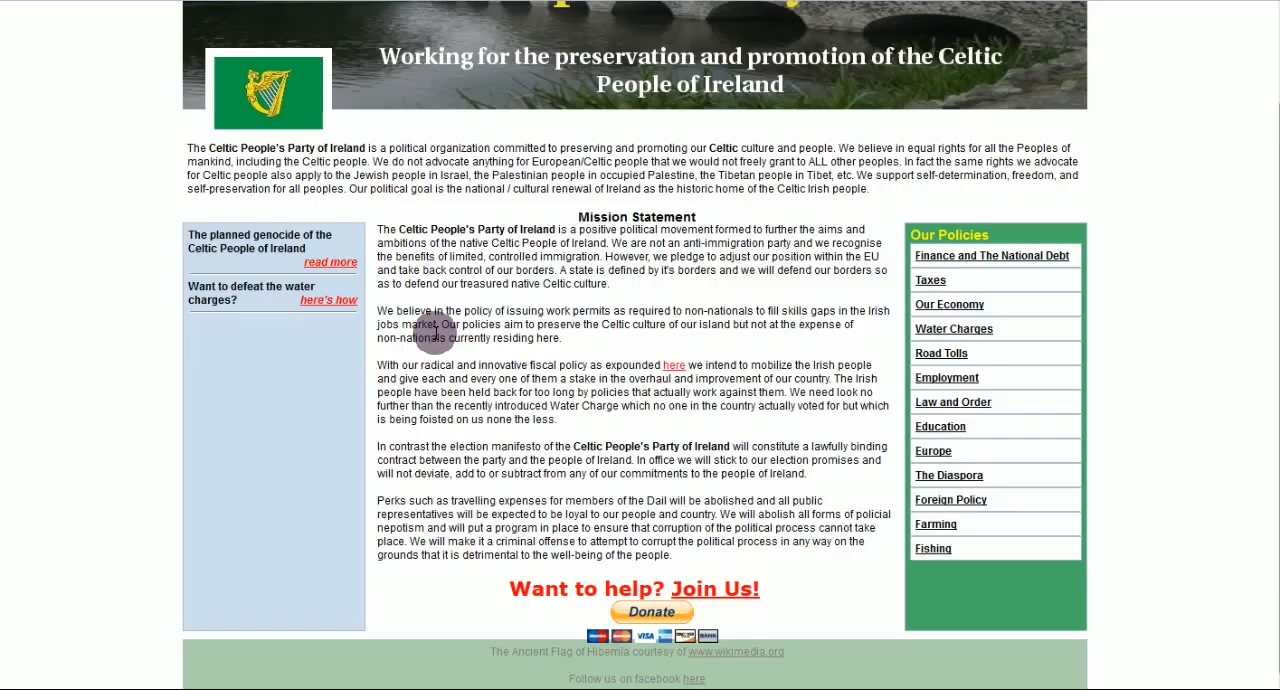 Working for the preservation and promotion of the Celtic
People of Ireland
The Celtic People's Party of Ireland is a political organization committed to preserving and promoting our Celtic culture and people. We believe in equal rights for all the Peoples of
mankind, including the Celtic people. We do not advocate anything for European/Celtic people that we would not freely grant to ALL other peoples. In fact the same rights we advocate
for Celtic people also apply to the Jewish people in Israel, the Palestinian people in occupied Palestine, the Tibetan people in Tibet, etc. We support self-determination, freedom, and
self-preservation for all peoples. Our political goal is the national / cultural renewal of Ireland as the historic home of the Celtic Irish people.
The planned genocide of the
Celtic People of Ireland
read more
Want to defeat the water
charges? here's how
Mission Statement
The Celtic People's Party of Ireland is a positive political movement formed to further the aims and
ambitions of the native Celtic People of Ireland. We are not an anti-immigration party and we recognise
the benefits of limited, controlled immigration. However, we pledge to adjust our position within the EU
and take back control of our borders. A state is defined by it's borders and we will defend our borders so
as to defend our treasured native Celtic culture.
We believe in the policy of issuing work permits as required to non-nationals to fill skills gaps in the Irish
jobs market. Our policies aim to preserve the Celtic culture of our island but not at the expense of
non-nationals currently residing here.
With our radical and innovative fiscal policy as expounded here we intend to mobilize the Irish people
and give each and every one of them a stake in the overhaul and improvement of our country. The Irish
people have been held back for too long by policies that actually work against them. We need look no
further than the recently introduced Water Charge which no one in the country actually voted for but which
is being foisted on us none the less.
In contrast the election manifesto of the Celtic People's Party of Ireland will constitute a lawfully binding
contract between the party and the people of Ireland. In office we will stick to our election promises and
will not deviate, add to or subtract from any of our commitments to the people of Ireland.
Perks such as travelling expenses for members of the Dail will be abolished and all public
representatives will be expected to be loyal to our people and country. We will abolish all forms of policial
nepotism and will put a program in place to ensure that corruption of the political process cannot take
place. We will make it a criminal offense to attempt to corrupt the political process in any way on the
grounds that it is detrimental to the well-being of the people.
Want to help? Join Us!
Donate
VISA
BANK
Our Policies
Finance and The National Debt
Taxes
Our Economy
Water Charges
Road Tolls
Employment
Law and Order
Education
Europe
The Diaspora
Foreign Policy
Farming
Fishing
The Ancient Flag of Hibernia courtesy of www.wikimedia.org
Follow us on facebook here